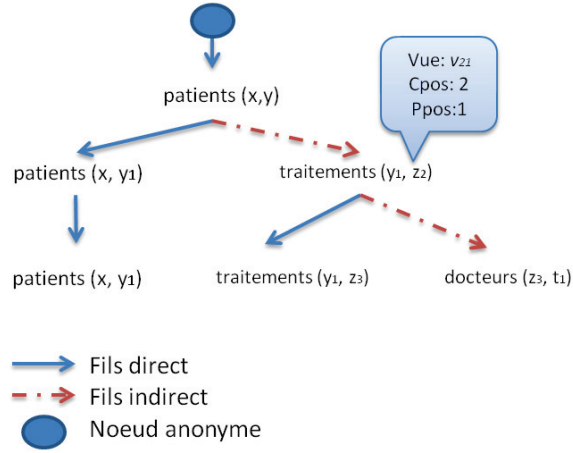 Vue: v₂₁
Cpos: 2
Ppos:1
patients (x,y)
patients (x, y1)
traitements (y₁, z₂)
patients (x, y₁)
traitements (y₁, z₃)
docteurs (z₃, t₁)
Fils direct
Fils indirect
Noeud anonyme